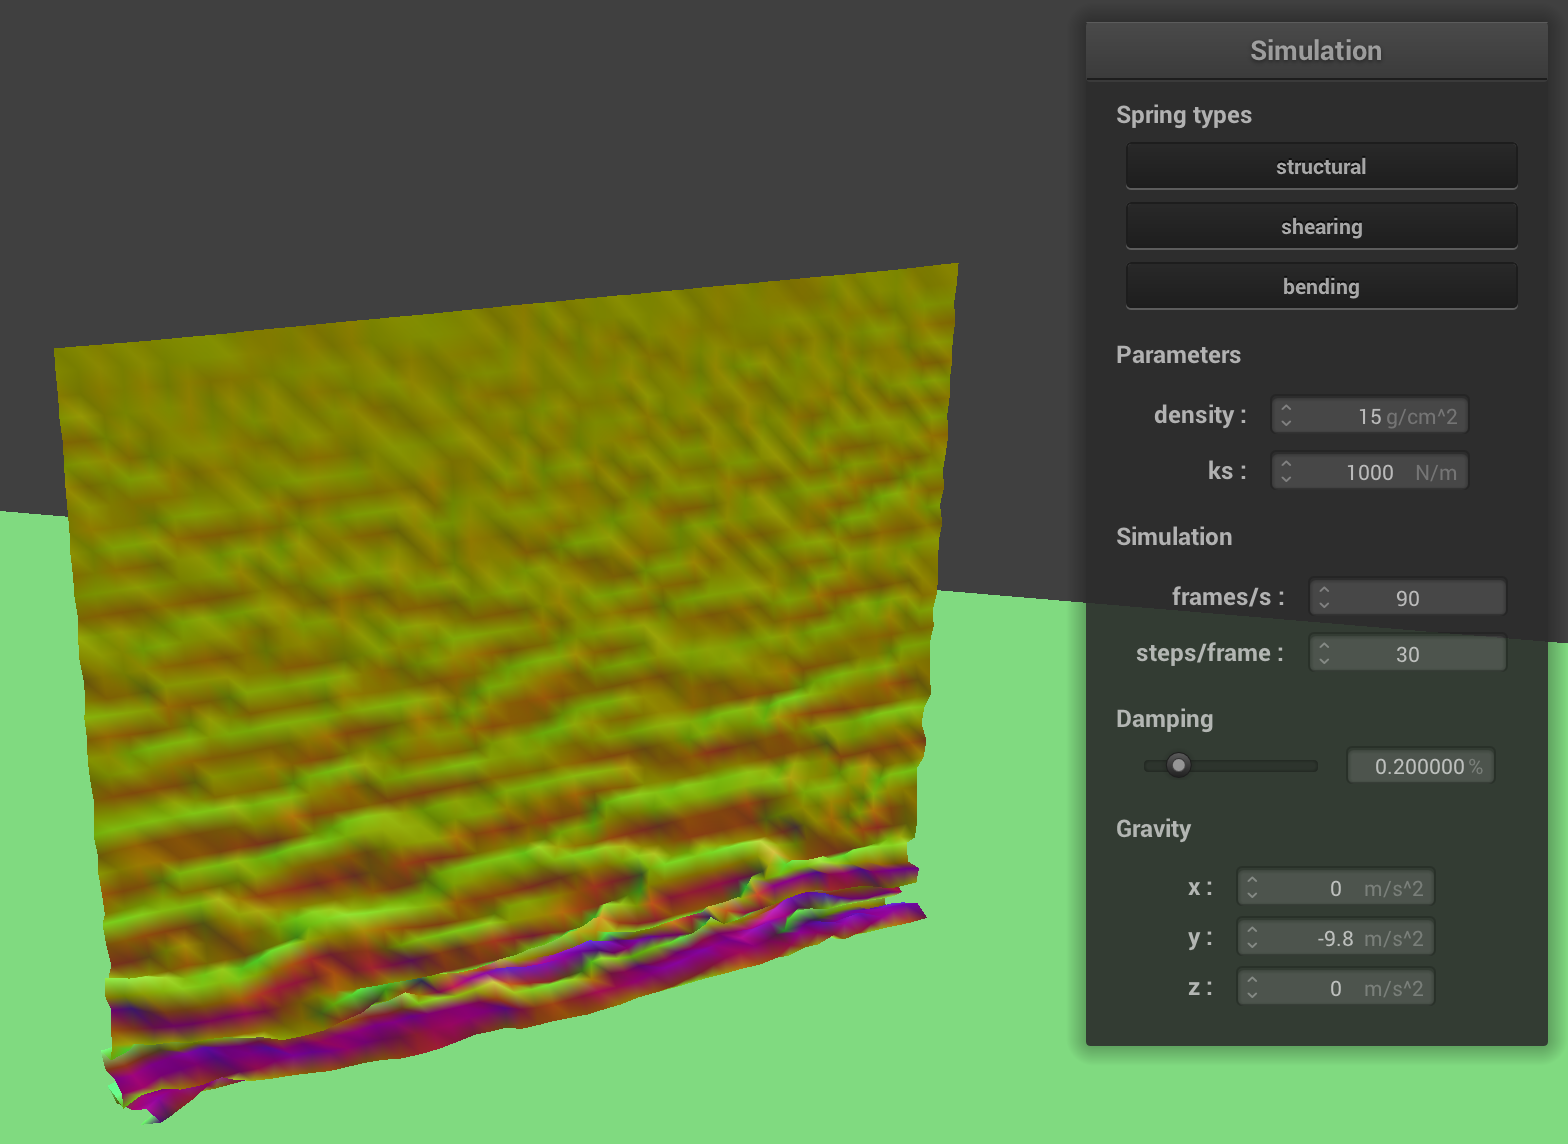 Simulation
Spring types
structural
shearing
bending
Parameters
density : 15 g/cm^2
ks : 1000 N/m
Simulation
frames/s : 90
steps/frame : 30
Damping
0.200000 %
Gravity
x : 0 m/s^2
y : -9.8 m/s^2
z : 0 m/s^2